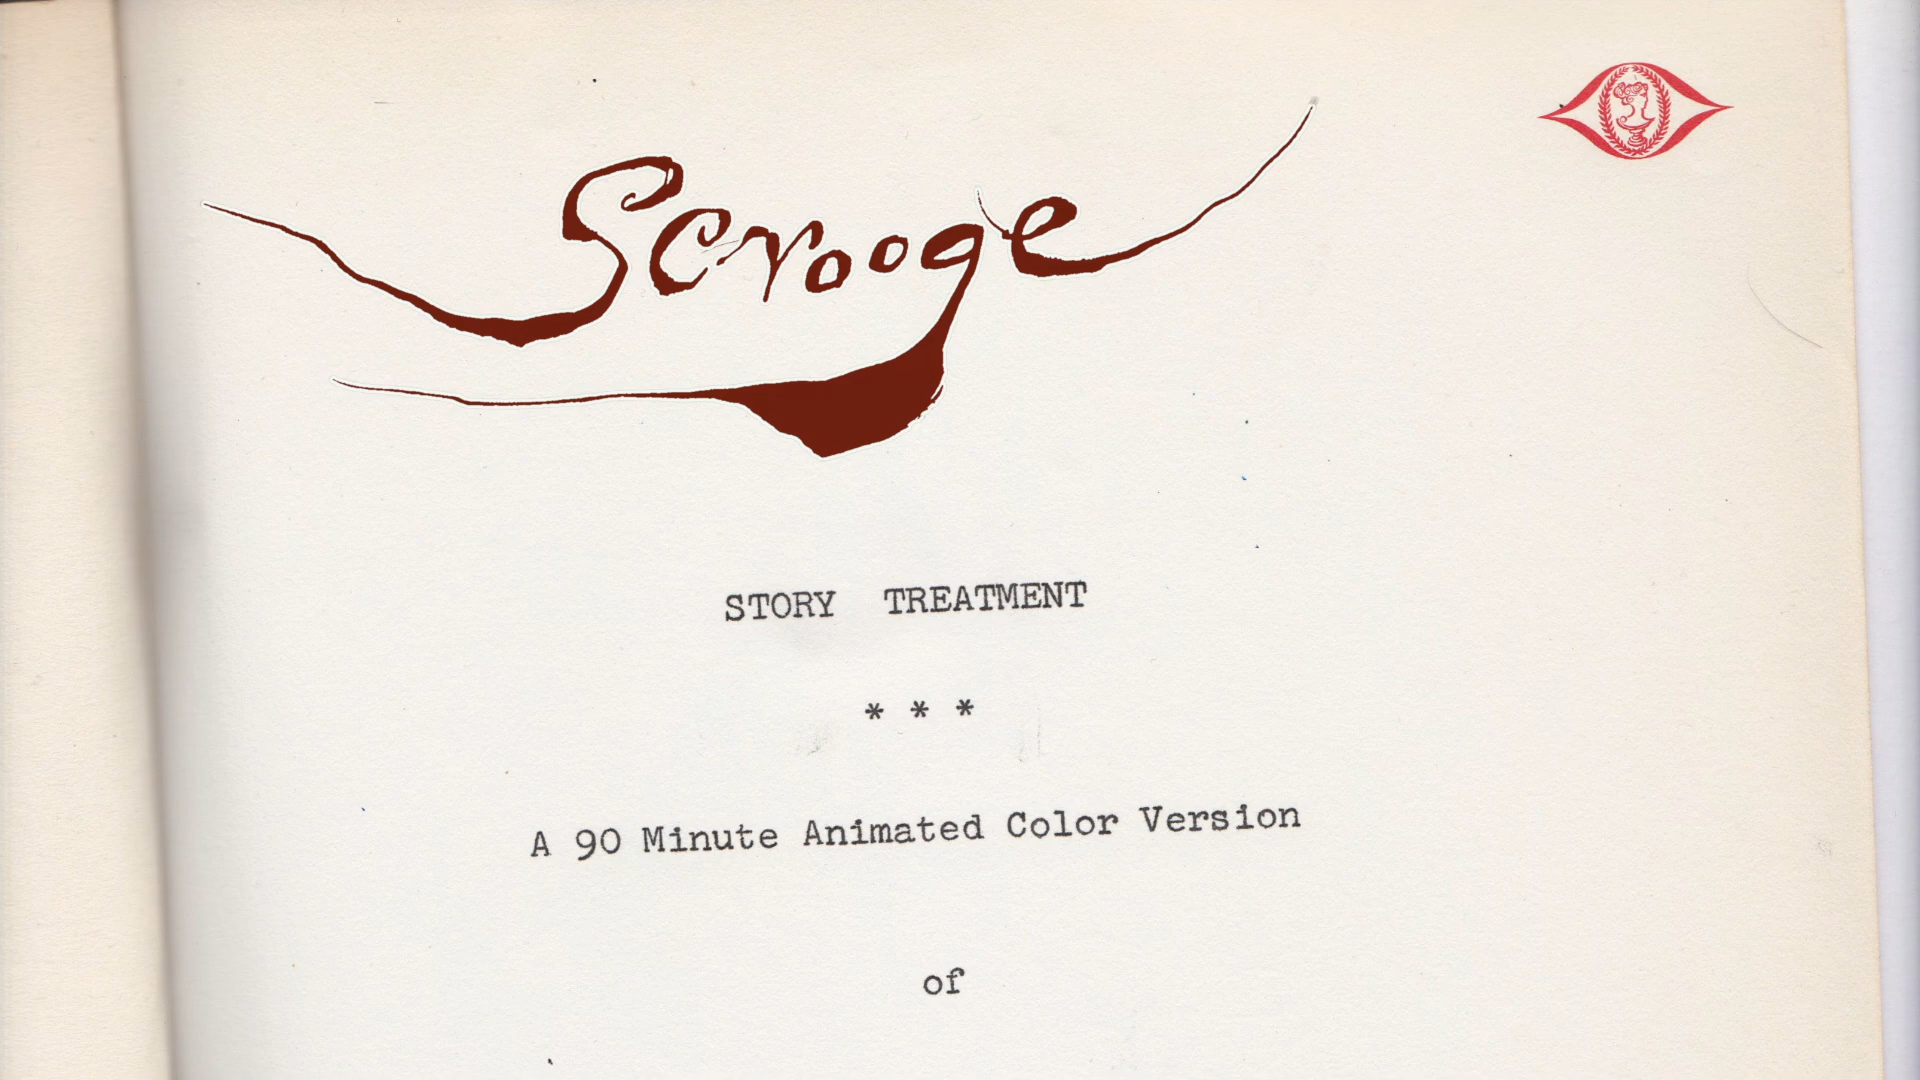 Scrooge
STORY TREATMENT
* * *
A 90 Minute Animated Color Version
of